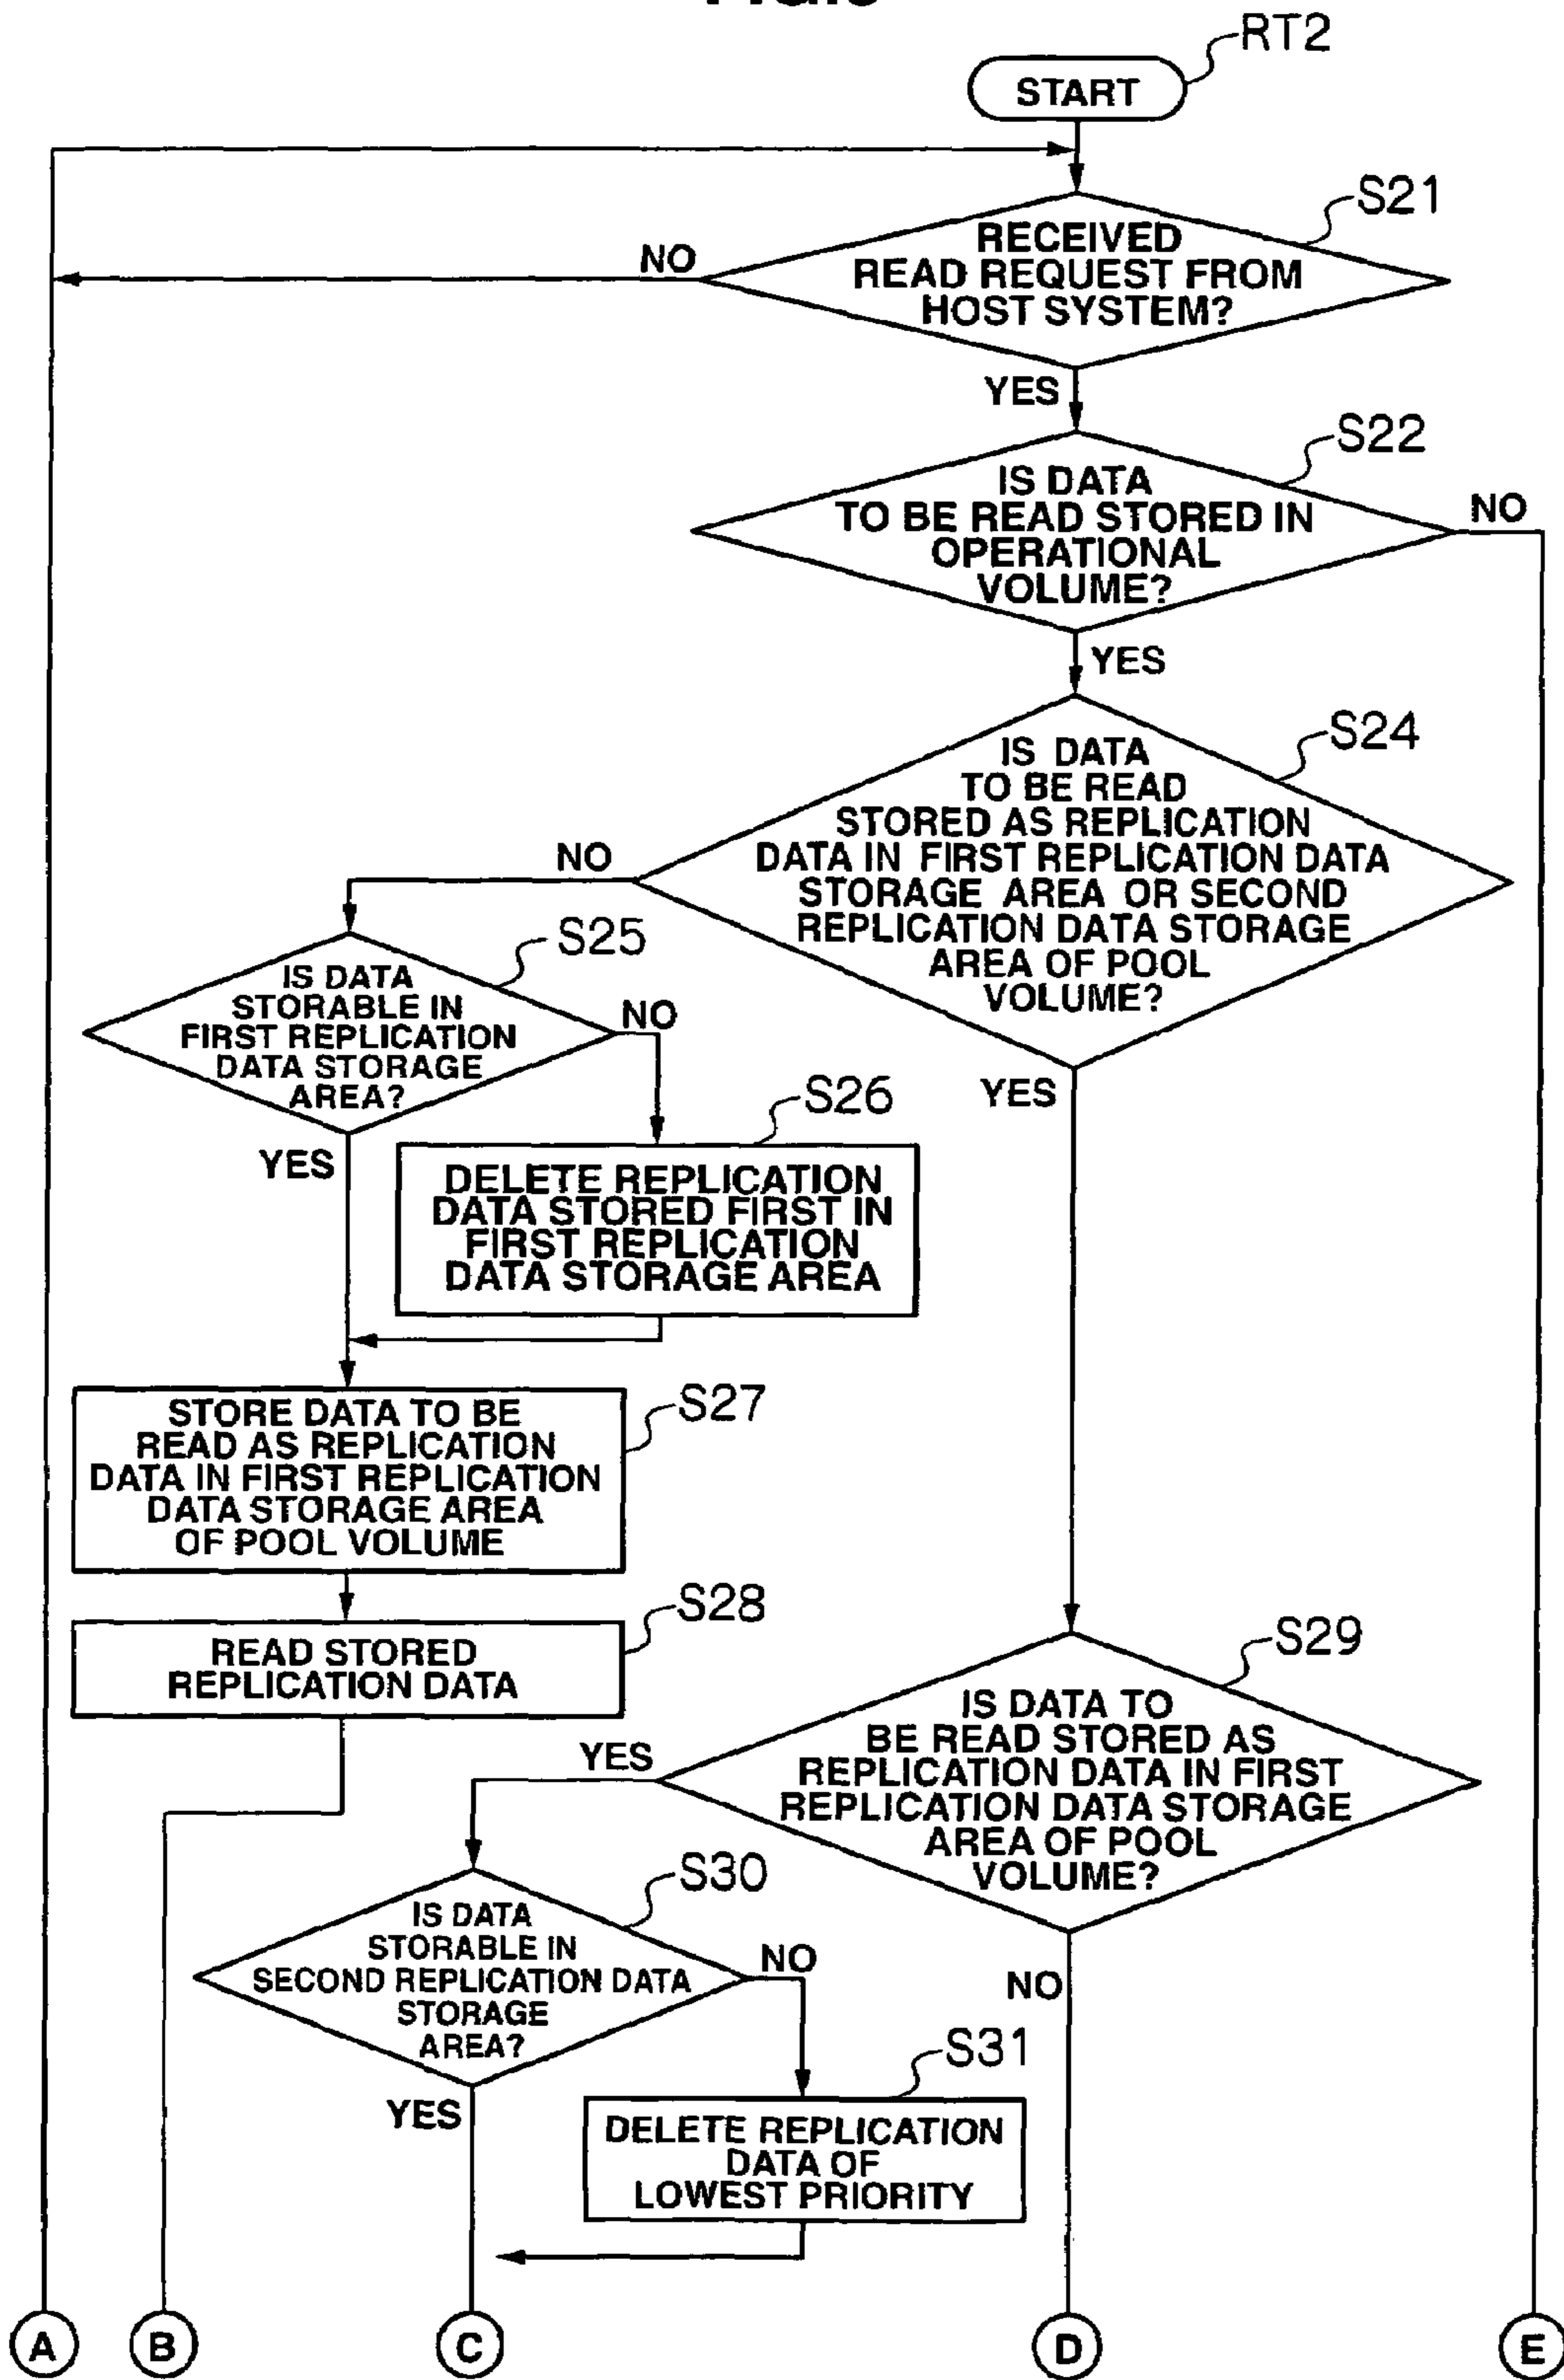 RT2
START
S21
RECEIVED
READ REQUEST FROM
HOST SYSTEM?
NO
YES
S22
IS DATA
TO BE READ STORED IN
OPERATIONAL
VOLUME?
NO
YES
S24
IS DATA
TO BE READ
STORED AS REPLICATION
DATA IN FIRST REPLICATION DATA
STORAGE AREA OR SECOND
REPLICATION DATA STORAGE
AREA OF POOL
VOLUME?
NO
YES
S25
IS DATA
STORABLE IN
FIRST REPLICATION
DATA STORAGE
AREA?
NO
YES
S26
DELETE REPLICATION
DATA STORED FIRST IN
FIRST REPLICATION
DATA STORAGE AREA
S27
STORE DATA TO BE
READ AS REPLICATION
DATA IN FIRST REPLICATION
DATA STORAGE AREA
OF POOL VOLUME
S28
READ STORED
REPLICATION DATA
S29
IS DATA TO
BE READ STORED AS
REPLICATION DATA IN FIRST
REPLICATION DATA STORAGE
AREA OF POOL
VOLUME?
YES
NO
S30
IS DATA
STORABLE IN
SECOND REPLICATION DATA
STORAGE
AREA?
NO
YES
S31
DELETE REPLICATION
DATA OF
LOWEST PRIORITY
A
B
C
D
E